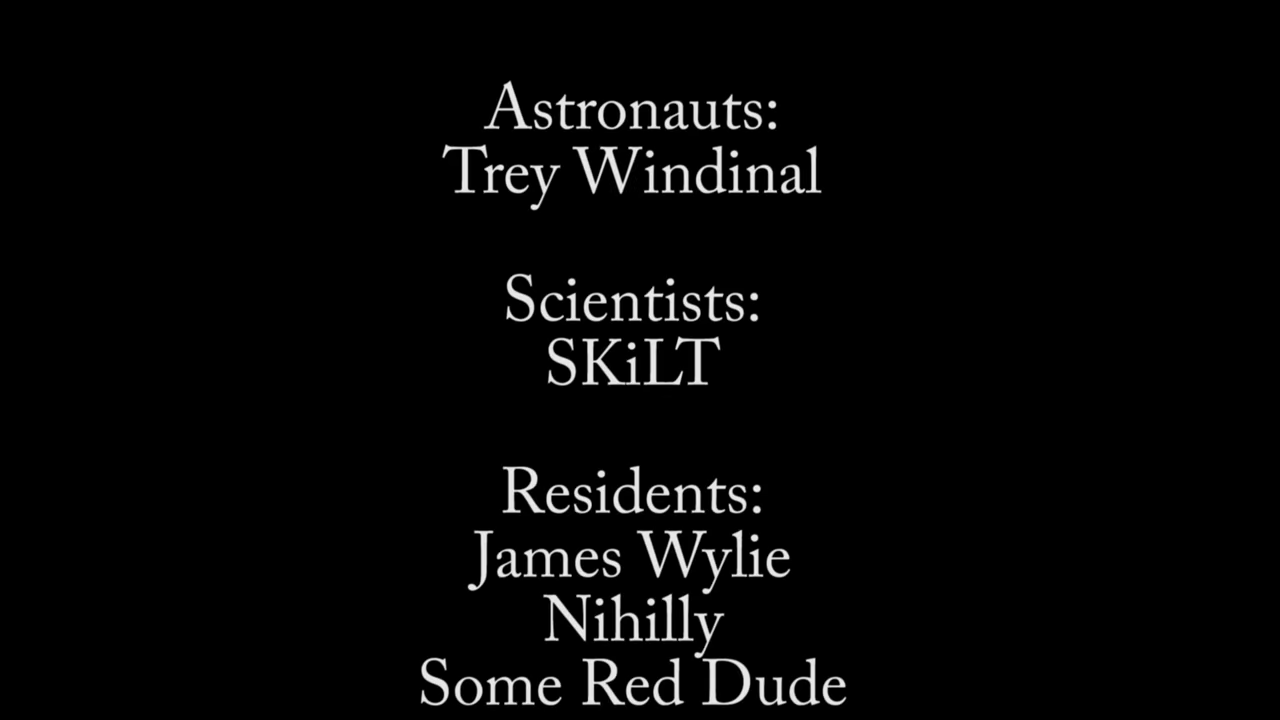 Astronauts:
Trey Windinal
Scientists:
SKiLT
Residents:
James Wylie
Nihilly
Some Red Dude